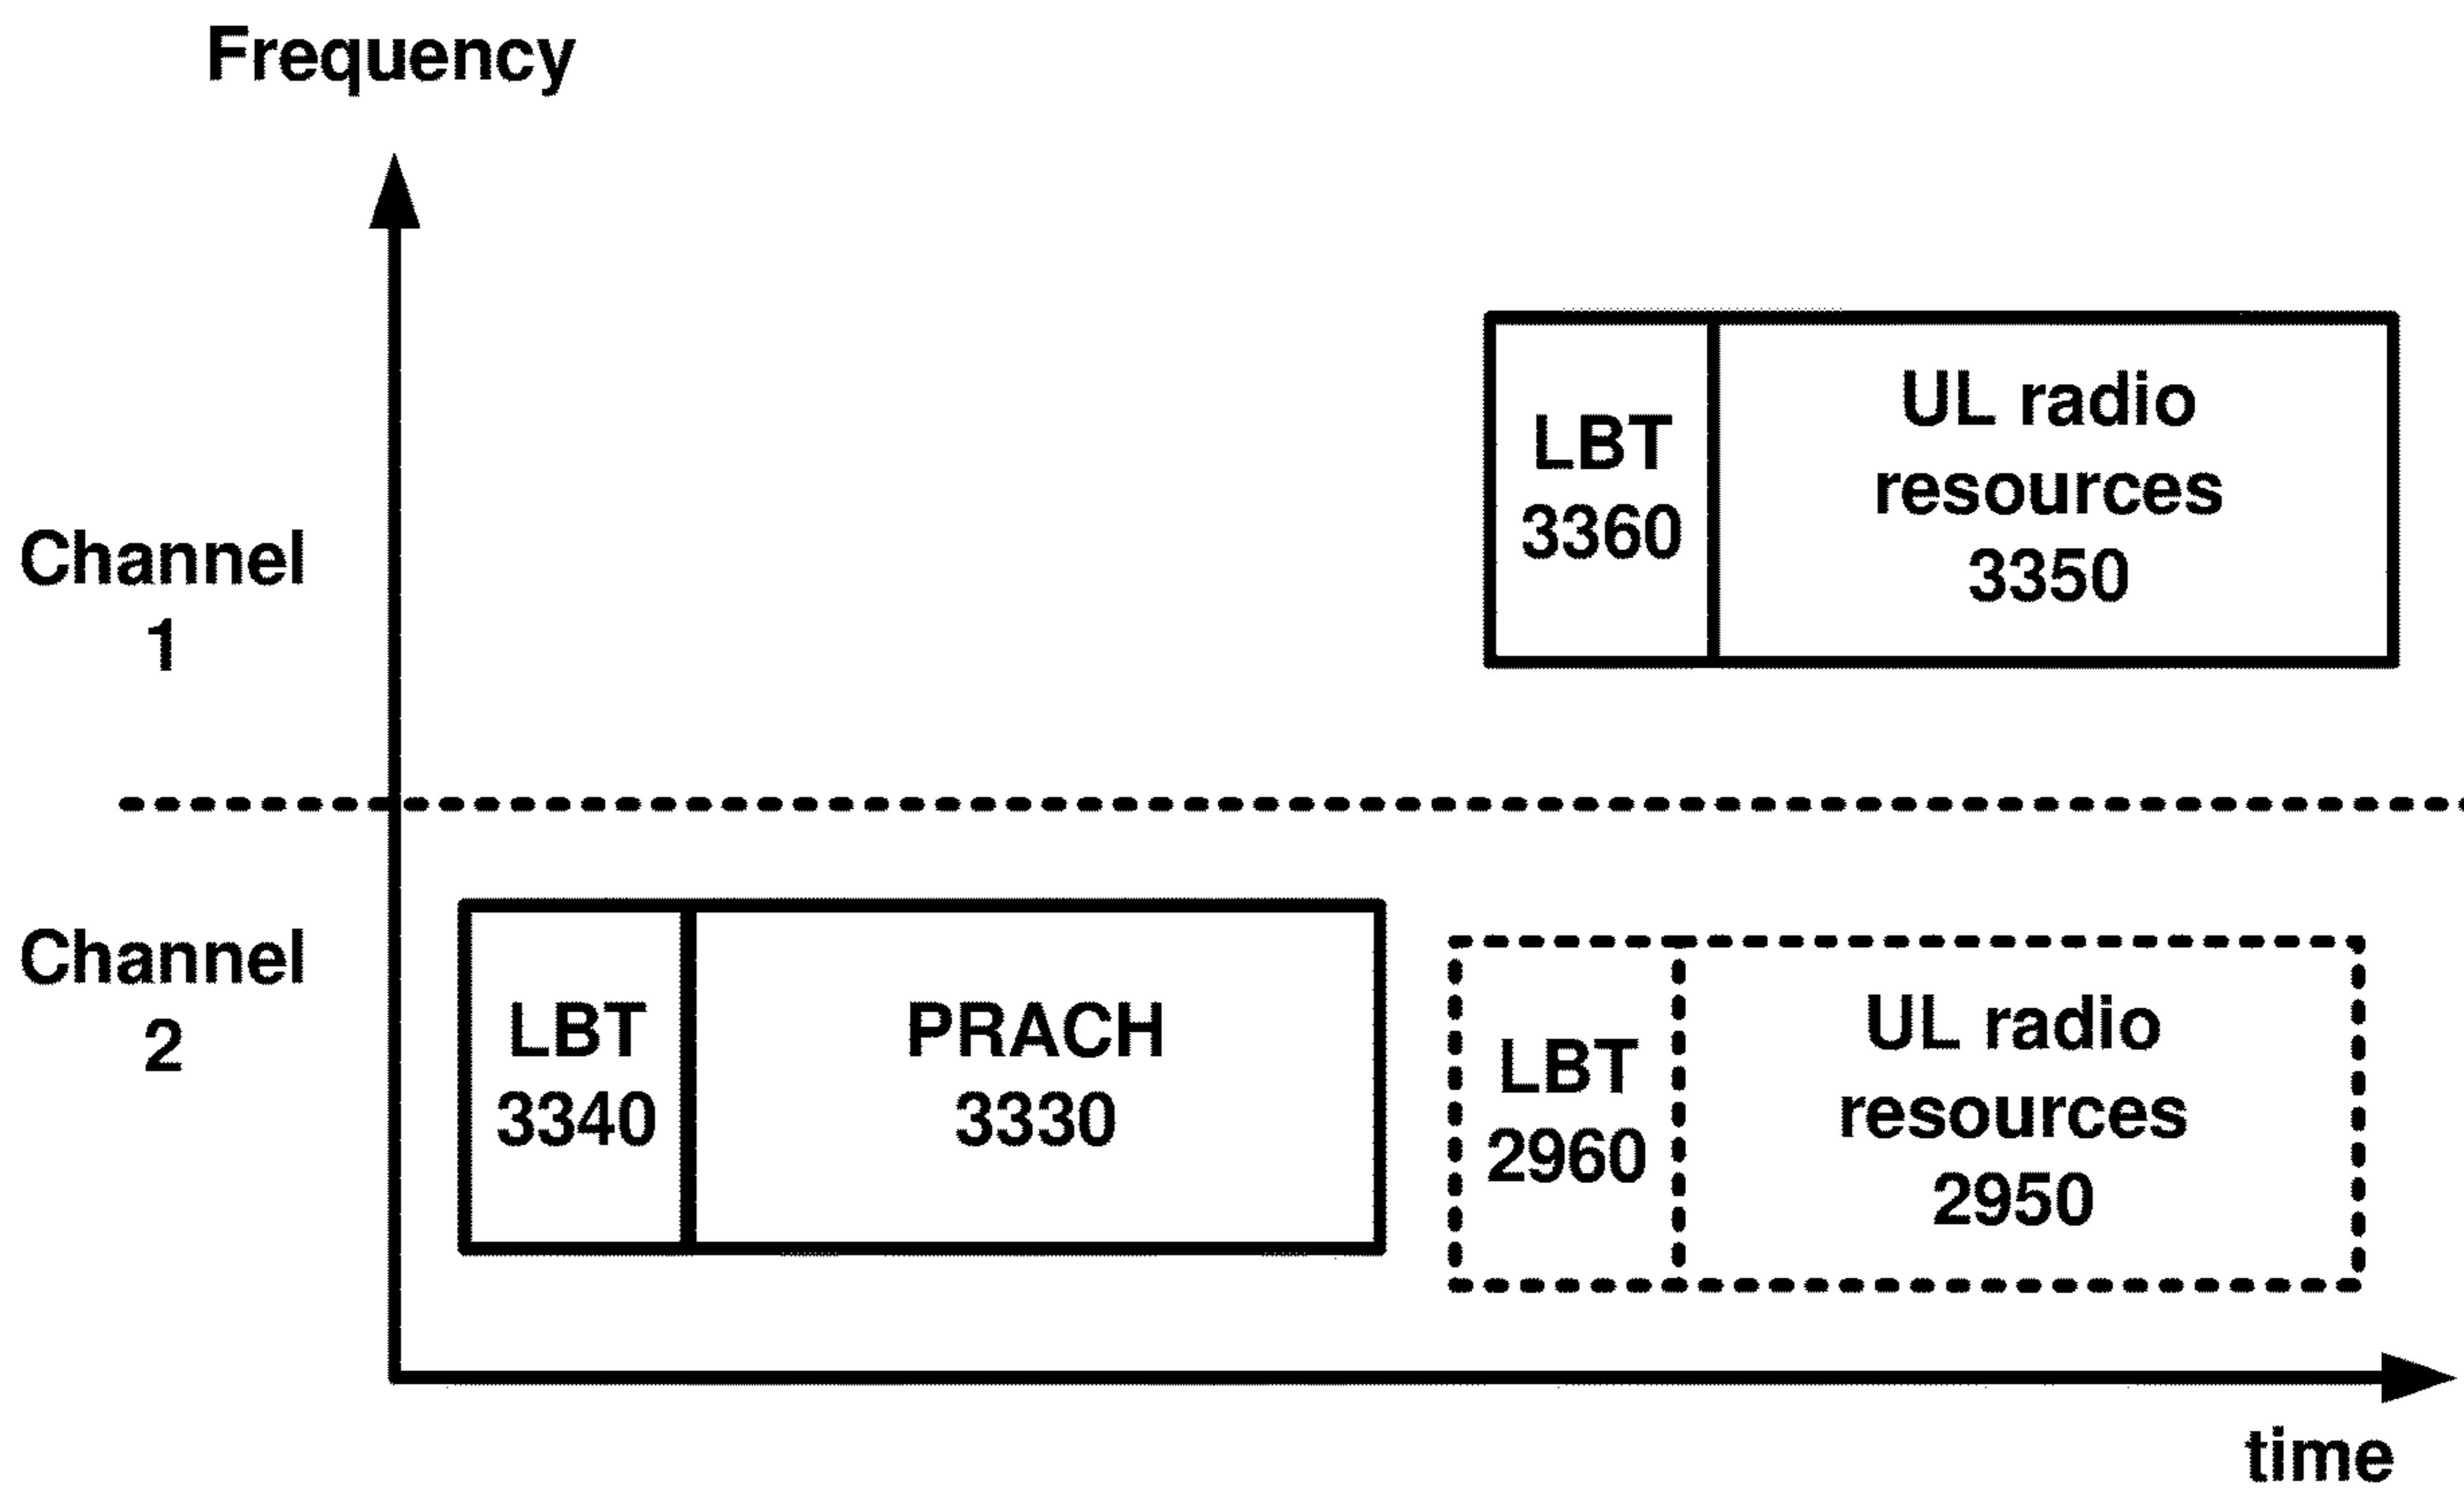 Frequency
Channel
1
LBT
3360
UL radio
resources
3350
Channel
2
LBT
3340
PRACH
3330
LBT
2960
UL radio
resources
2950
time